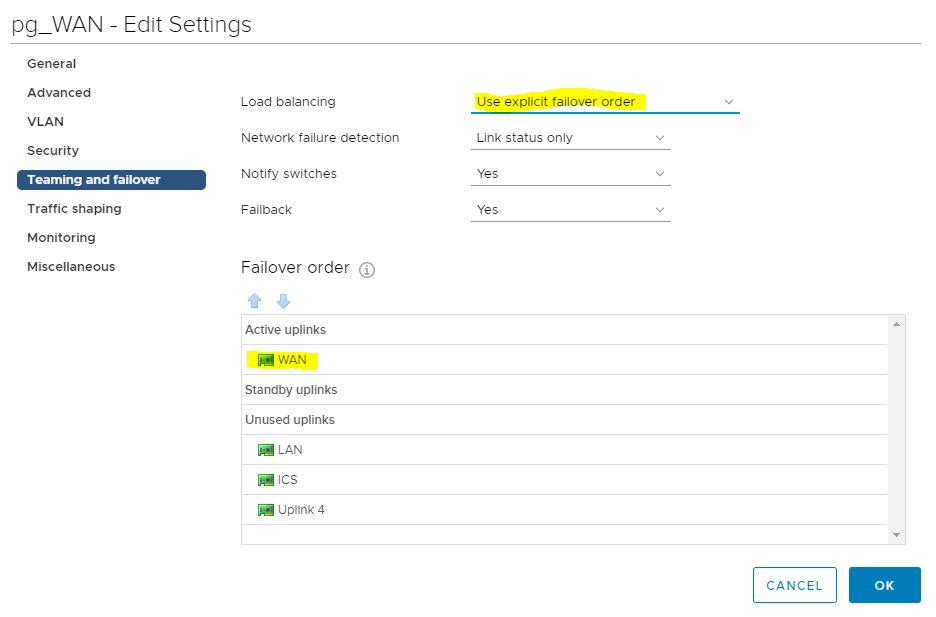 pg_WAN - Edit Settings
General
Advanced
VLAN
Security
Teaming and failover
Traffic shaping
Monitoring
Miscellaneous
Load balancing Use explicit failover order
Network failure detection Link status only
Notify switches Yes
Failback Yes
Failover order
Active uplinks
WAN
Standby uplinks
Unused uplinks
LAN
ICS
Uplink 4
CANCEL OK